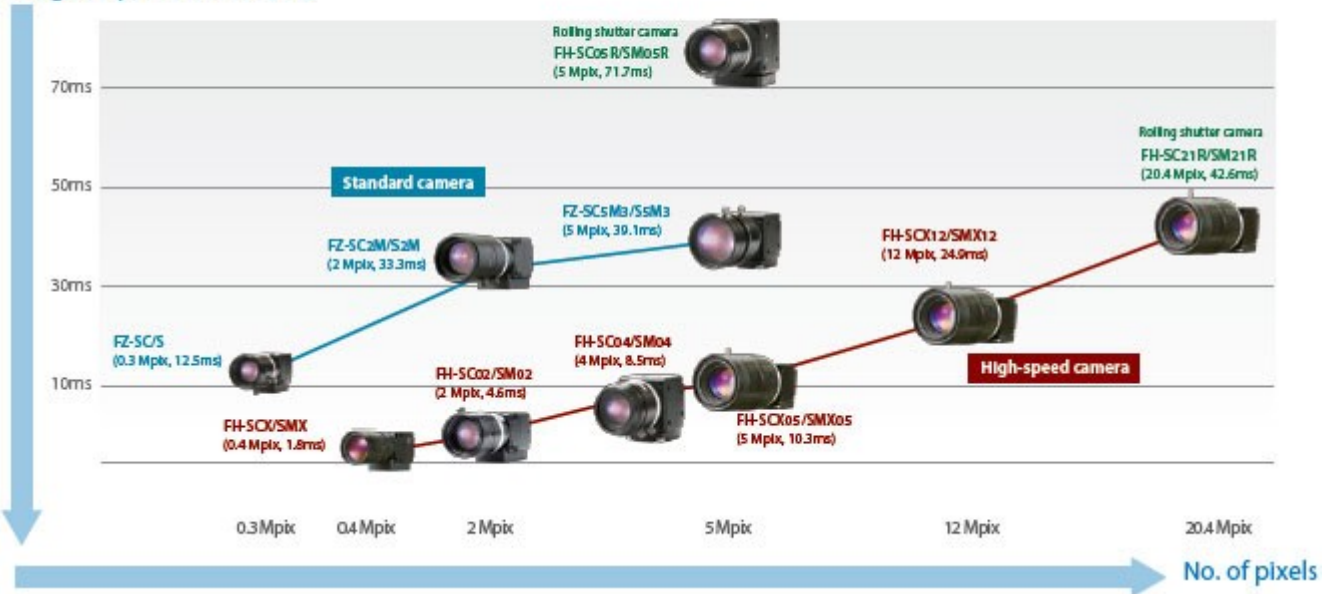 Rolling shutter camera
FH-SC05R/SM05R
(5 Mpix, 71.7ms)
70ms
Rolling shutter camera
FH-SC21R/SM21R
(20.4 Mpix, 42.6ms)
50ms
Standard camera
FZ-SC5M3/S5M3
(5 Mpix, 39.1ms)
FZ-SC2M/S2M
(2 Mpix, 33.3ms)
FH-SCX12/SMX12
(12 Mpix, 24.9ms)
30ms
FZ-SC/S
(0.3 Mpix, 12.5ms)
FH-SC04/SM04
(4 Mpix, 8.5ms)
High-speed camera
FH-SC02/SM02
(2 Mpix, 4.6ms)
10ms
FH-SCX/SMX
(0.4 Mpix, 1.8ms)
FH-SCX05/SMX05
(5 Mpix, 10.3ms)
0.3 Mpix 0.4 Mpix 2 Mpix 5 Mpix 12 Mpix 20.4 Mpix
No. of pixels